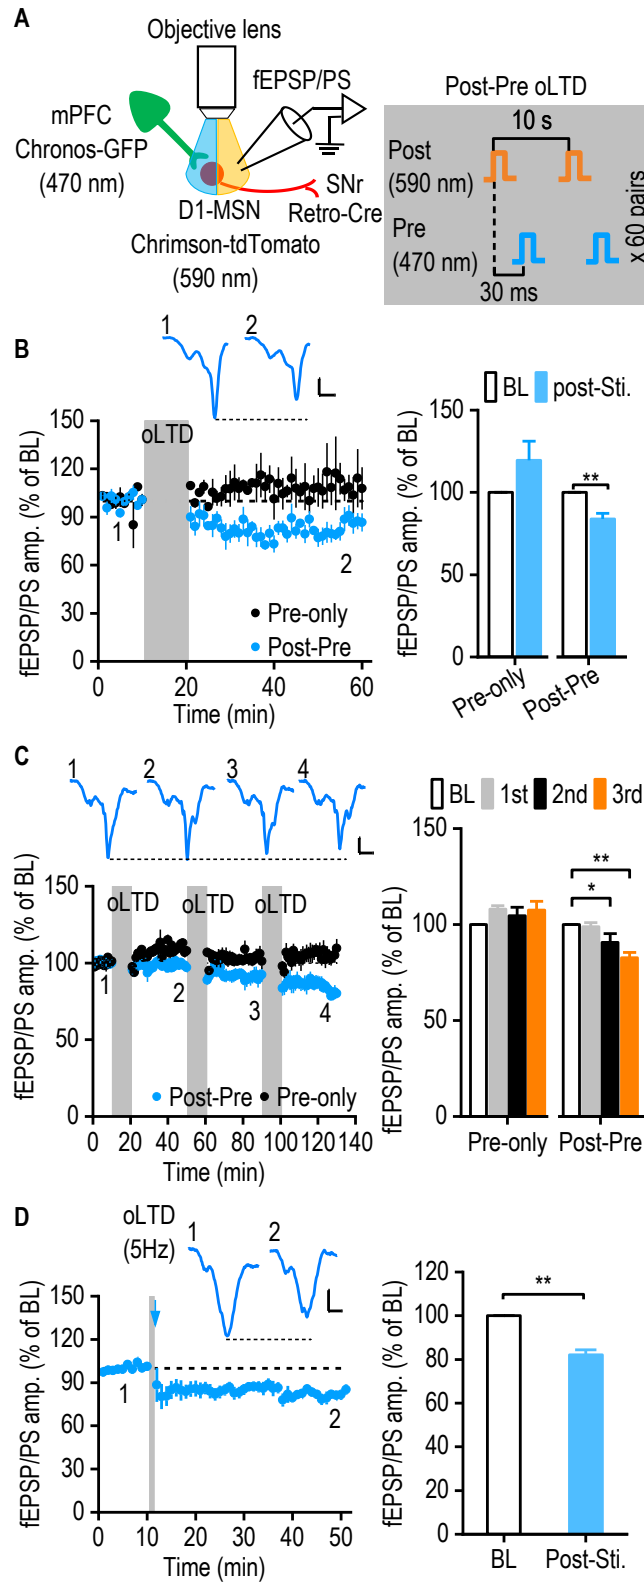 A
Objective lens
fEPSP/PS
mPFC
Chronos-GFP
(470 nm)
SNr
Retro-Cre
D1-MSN
Chrimson-tdTomato
(590 nm)
Post-Pre oLTD
10 s
Post
(590 nm)
Pre
(470 nm)
30 ms
x 60 pairs
B
1
2
fEPSP/PS amp. (% of BL)
150
120
90
60
30
0
oLTD
1
2
Pre-only
Post-Pre
0
20
40
60
Time (min)
BL
post-Sti.
fEPSP/PS amp. (% of BL)
150
100
50
0
**
Pre-only
Post-Pre
C
1
2
3
4
fEPSP/PS amp. (% of BL)
150
100
50
0
oLTD
oLTD
oLTD
1
2
3
4
Post-Pre
Pre-only
0
20
40
60
80
100
120
140
Time (min)
BL
1st
2nd
3rd
fEPSP/PS amp. (% of BL)
150
100
50
0
**
*
Pre-only
Post-Pre
D
oLTD
(5Hz)
1
2
fEPSP/PS amp. (% of BL)
150
120
90
60
30
0
1
2
0
10
20
30
40
50
Time (min)
fEPSP/PS amp. (% of BL)
120
100
80
60
40
20
0
**
BL
Post-Sti.